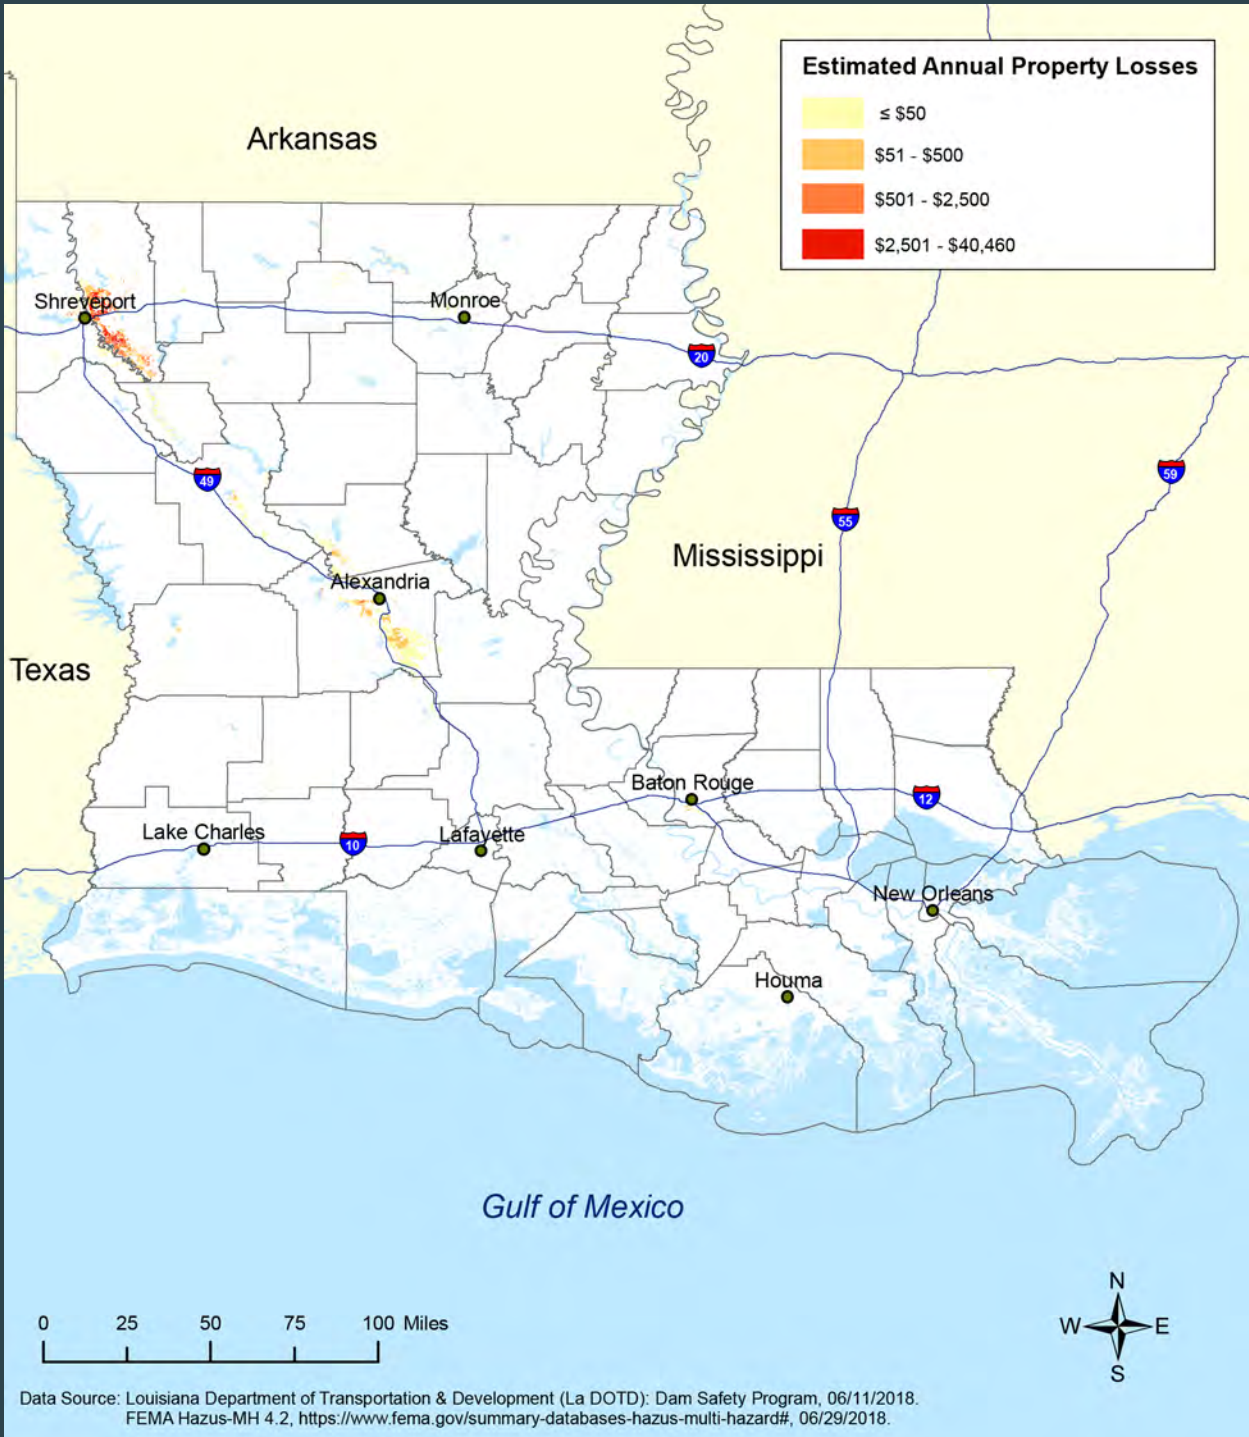 Estimated Annual Property Losses
≤ $50
$51 - $500
$501 - $2,500
$2,501 - $40,460
Arkansas
Shreveport
Monroe
20
49
59
55
Mississippi
Alexandria
Texas
Baton Rouge
12
Lake Charles
10
Lafayette
New Orleans
Houma
Gulf of Mexico
N
W E
S
0 25 50 75 100 Miles
Data Source: Louisiana Department of Transportation & Development (La DOTD): Dam Safety Program, 06/11/2018.
FEMA Hazus-MH 4.2, https://www.fema.gov/summary-databases-hazus-multi-hazard#, 06/29/2018.